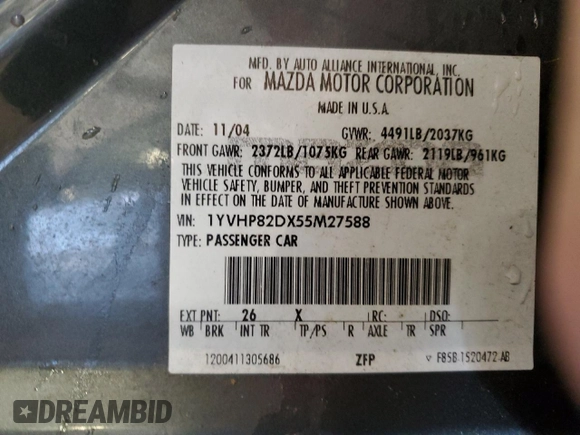 MFD. BY AUTO ALLIANCE INTERNATIONAL, INC.
FOR MAZDA MOTOR CORPORATION
MADE IN U.S.A.
DATE: 11/04 GVWR: 4491LB/2037KG
FRONT GAWR: 2372LB/1075KG REAR GAWR: 2119LB/961KG
THIS VEHICLE CONFORMS TO ALL APPLICABLE FEDERAL MOTOR
VEHICLE SAFETY, BUMPER, AND THEFT PREVENTION STANDARDS
IN EFFECT ON THE DATE OF MANUFACTURE SHOWN ABOVE.
VIN: 1YVHP82DX55M27588
TYPE: PASSENGER CAR
EXT PNT: 26 X RC: DSO:
WB BRK INT TR TP/PS R AXLE TR SPR
1200411305686 ZFP F85B 1520472 AB
DREAMBID